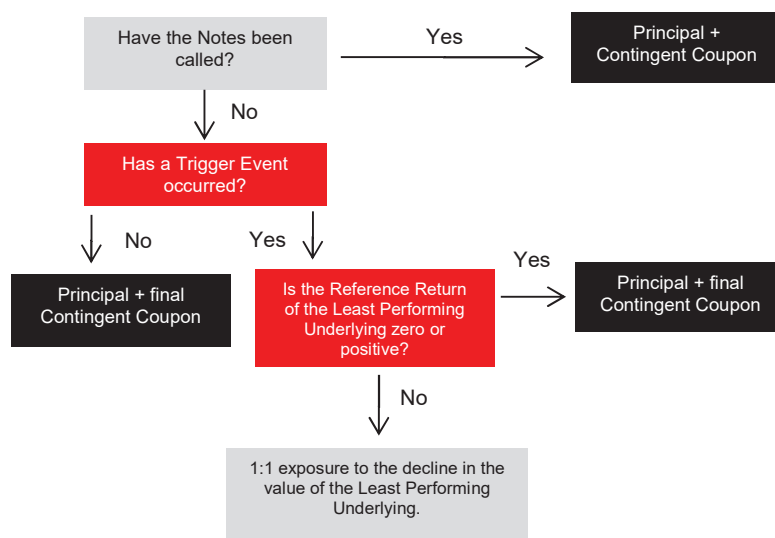 Have the Notes been
called?
Yes
Principal +
Contingent Coupon
No
Has a Trigger Event
occurred?
No
Yes
Principal + final
Contingent Coupon
Is the Reference Return
of the Least Performing
Underlying zero or
positive?
Yes
Principal + final
Contingent Coupon
No
1:1 exposure to the decline in the
value of the Least Performing
Underlying.